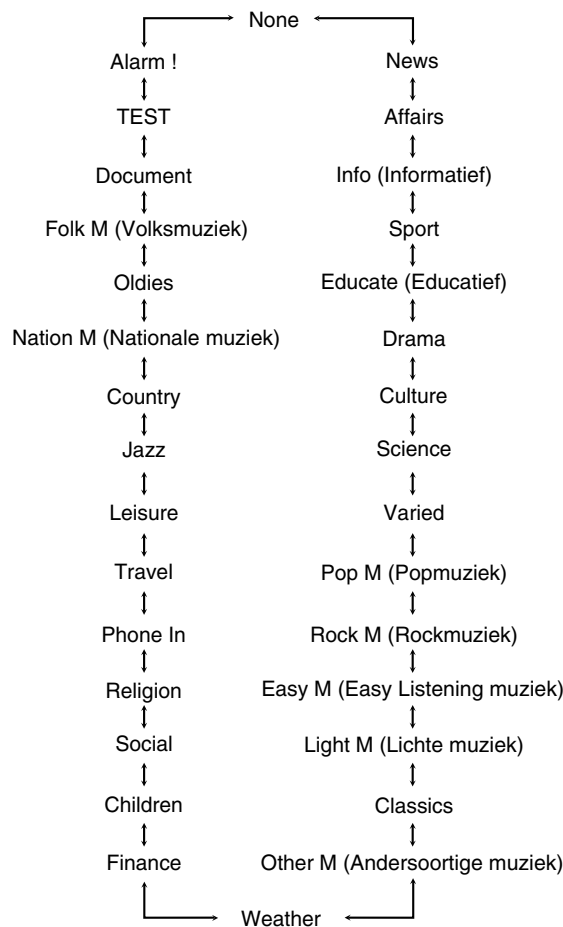 None
Alarm !
News
TEST
Affairs
Document
Info (Informatief)
Folk M (Volksmuziek)
Sport
Oldies
Educate (Educatief)
Nation M (Nationale muziek)
Drama
Country
Culture
Jazz
Science
Leisure
Varied
Travel
Pop M (Popmuziek)
Phone In
Rock M (Rockmuziek)
Religion
Easy M (Easy Listening muziek)
Social
Light M (Lichte muziek)
Children
Classics
Finance
Other M (Andersoortige muziek)
Weather